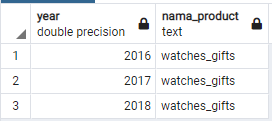 year nama_product
double precision text
1 2016 watches_gifts
2 2017 watches_gifts
3 2018 watches_gifts